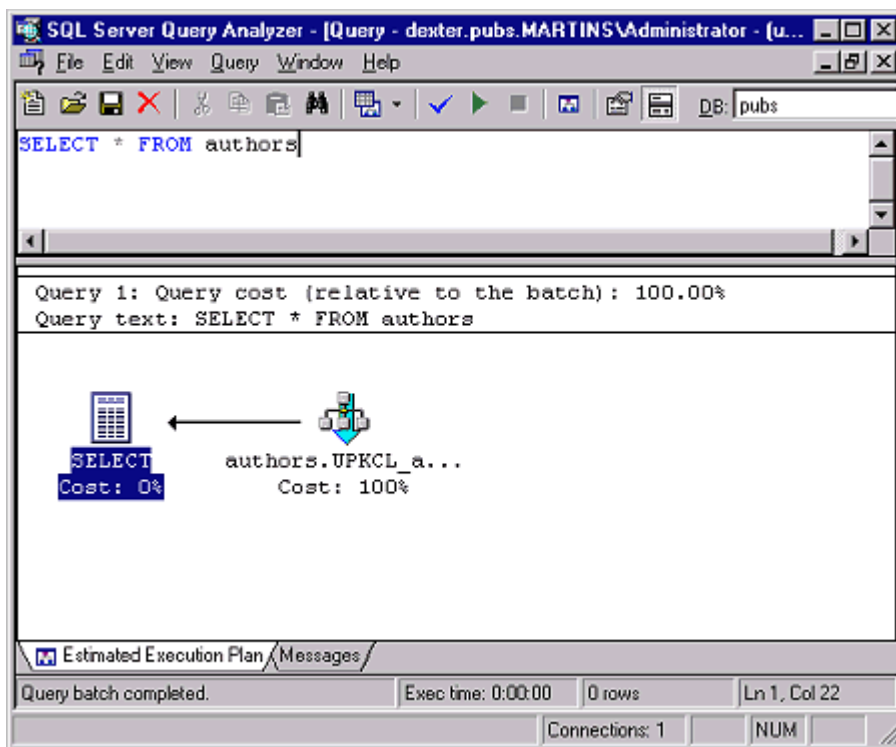 SQL Server Query Analyzer - [Query - dexter.pubs.MARTINS\Administrator - (u...
File Edit View Query Window Help
DB: pubs
SELECT * FROM authors
Query 1: Query cost (relative to the batch): 100.00%
Query text: SELECT * FROM authors
SELECT
Cost: 0%
authors.UPKCL_a...
Cost: 100%
Estimated Execution Plan Messages
Query batch completed. Exec time: 0:00:00 0 rows Ln 1, Col 22
Connections: 1 NUM